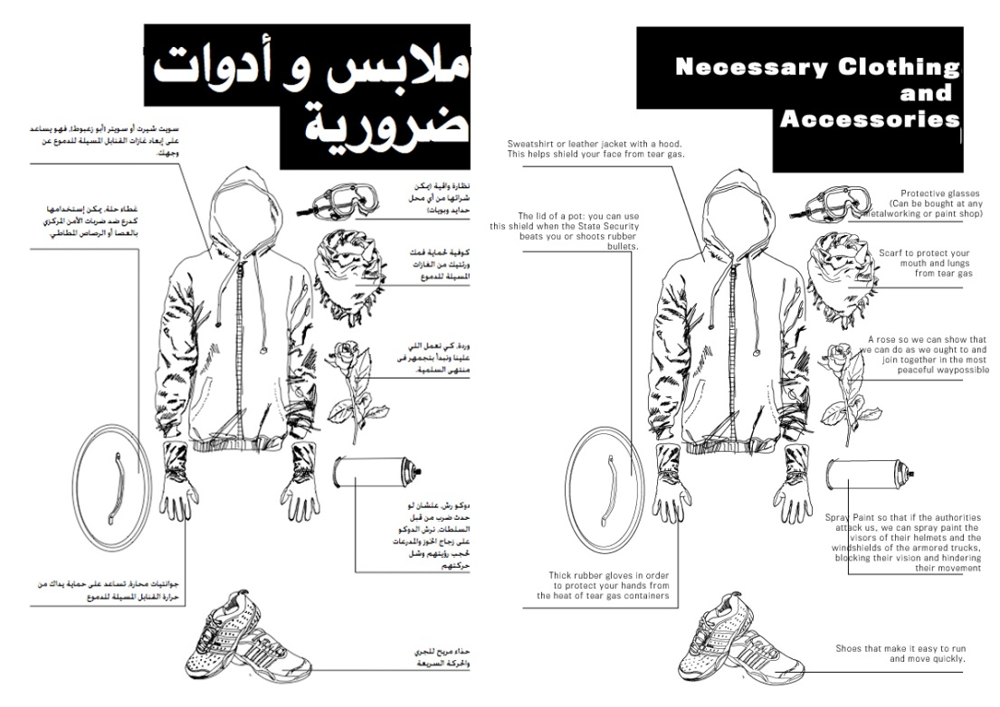 ملابس و أدوات
ضرورية
سويت شيرت أو سويتر (أبو زعبوط). فهو يساعد
على إبعاد غازات القنابل المسيلة للدموع عن
وجهك.
نظارة واقية (يمكن
شرائها من أي محل
حدايد وبويات)
غطاء حلة. يمكن إستخدامها
كدرع ضد ضربات الأمن المركزي
بالعصا أو الرصاص المطاطي
كوفية لحماية فمك
ورئتيك من الغازات
المسيلة للدموع
وردة. كي نعمل اللي
علينا ونبدأ بتجمهر في
منتهى السلمية.
دوكو رش. علشان لو
حدث ضرب من قبل
السلطات. نرش الدوكو
على زجاج الخوز والمدرعات
لحجب رؤيتهم وشل
حركتهم
جوانتيات محارة. تساعد على حماية يداك من
حرارة القنابل المسيلة للدموع
حذاء مريح للجري
والحركة السريعة
Necessary Clothing
and
Accessories
Sweatshirt or leather jacket with a hood.
This helps shield your face from tear gas.
Protective glasses
(Can be bought at any
metalworking or paint shop)
The lid of a pot: you can use
this shield when the State Security
beats you or shoots rubber
bullets.
Scarf to protect your
mouth and lungs
from tear gas
A rose so we can show that
we can do as we ought to and
join together in the most
peaceful waypossible
Spray Paint so that if the authorities
attack us, we can spray paint the
visors of their helmets and the
windshields of the armored trucks,
blocking their vision and hindering
their movement
Thick rubber gloves in order
to protect your hands from
the heat of tear gas containers
Shoes that make it easy to run
and move quickly.